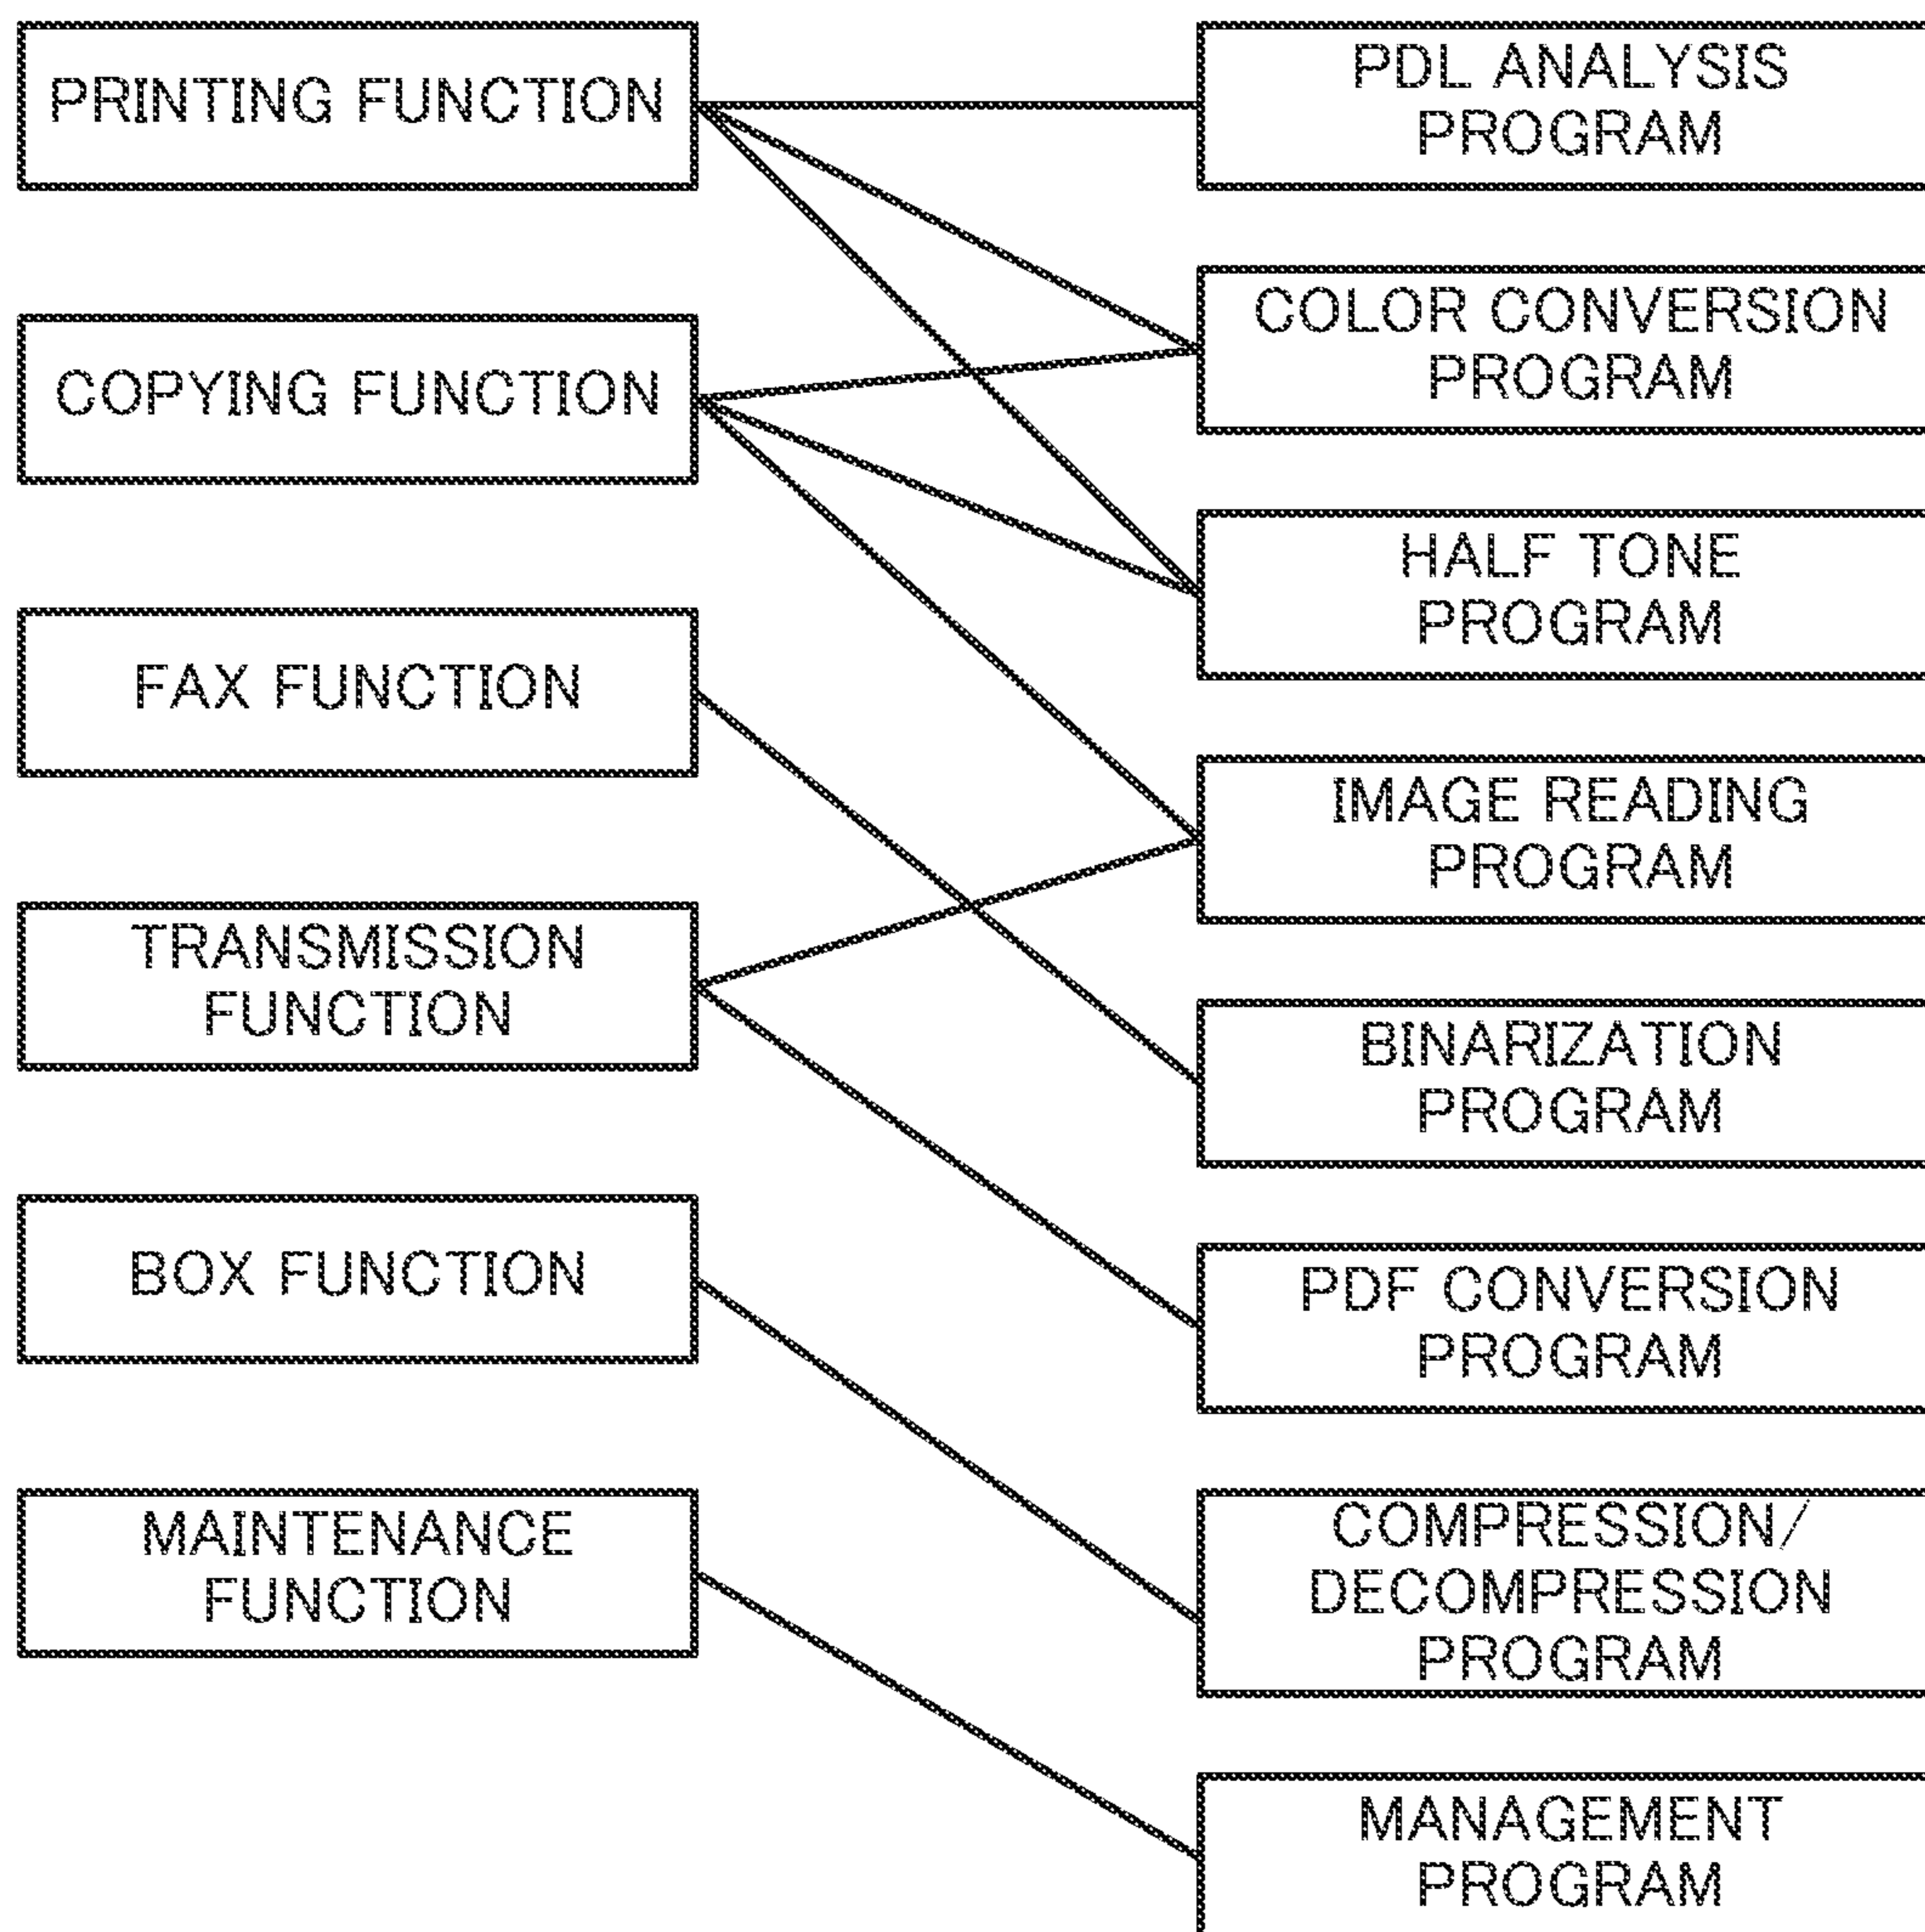 PRINTING FUNCTION
COPYING FUNCTION
FAX FUNCTION
TRANSMISSION
FUNCTION
BOX FUNCTION
MAINTENANCE
FUNCTION
PDL ANALYSIS
PROGRAM
COLOR CONVERSION
PROGRAM
HALF TONE
PROGRAM
IMAGE READING
PROGRAM
BINARIZATION
PROGRAM
PDF CONVERSION
PROGRAM
COMPRESSION/
DECOMPRESSION
PROGRAM
MANAGEMENT
PROGRAM